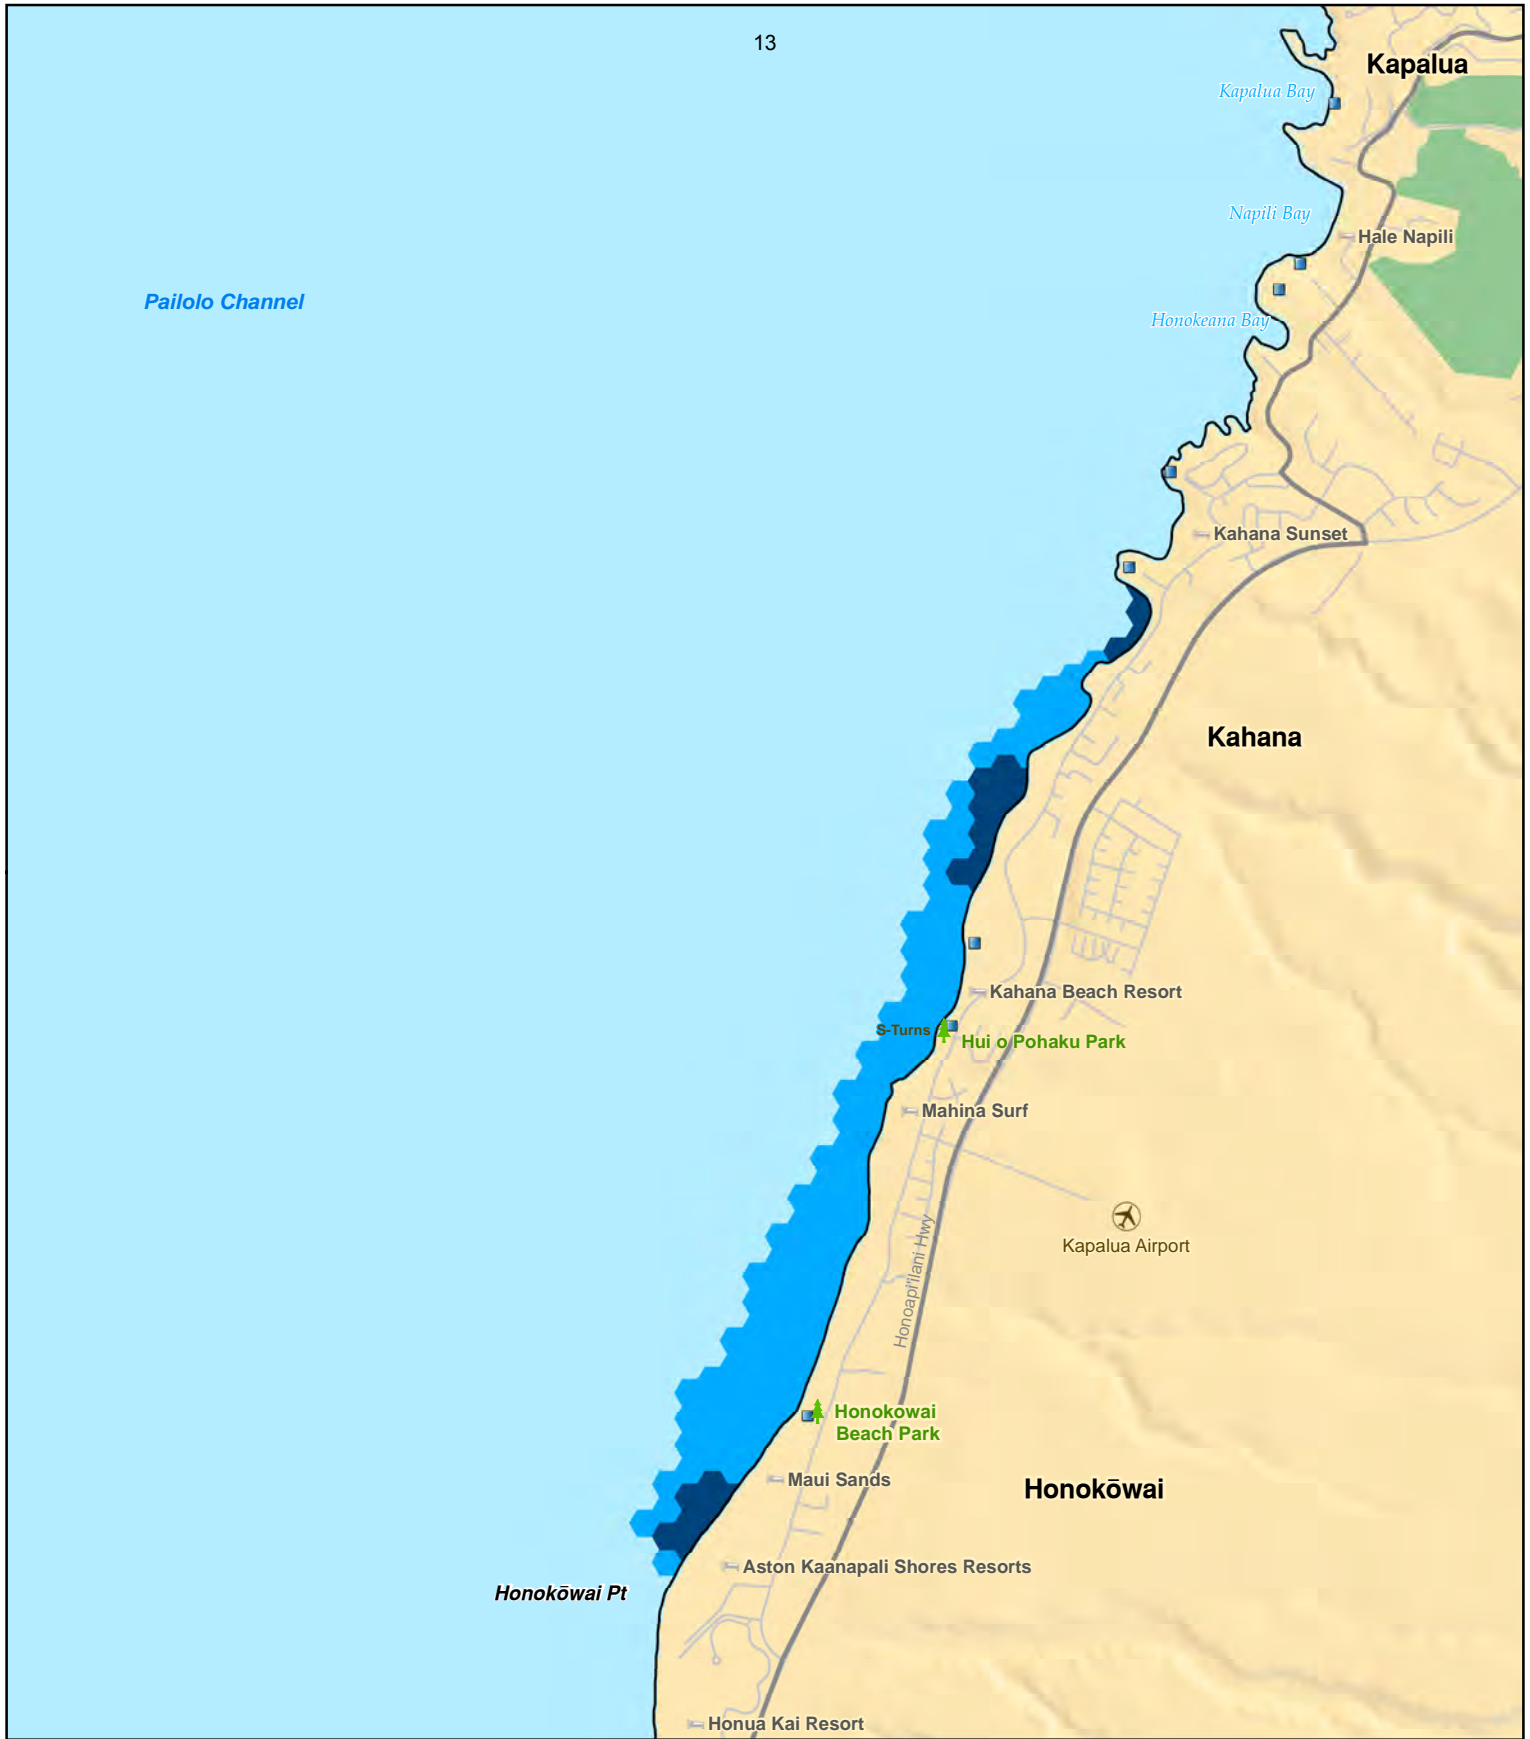 13
Kapalua
Kapalua Bay
Napili Bay
Hale Napili
Pailolo Channel
Honokeana Bay
Kahana Sunset
Kahana
Kahana Beach Resort
S-Turns
Hui o Pohaku Park
Mahina Surf
Kapalua Airport
Honoapi'ilani Hwy
Honokowai
Beach Park
Maui Sands
Honokōwai
Aston Kaanapali Shores Resorts
Honokōwai Pt
Honua Kai Resort